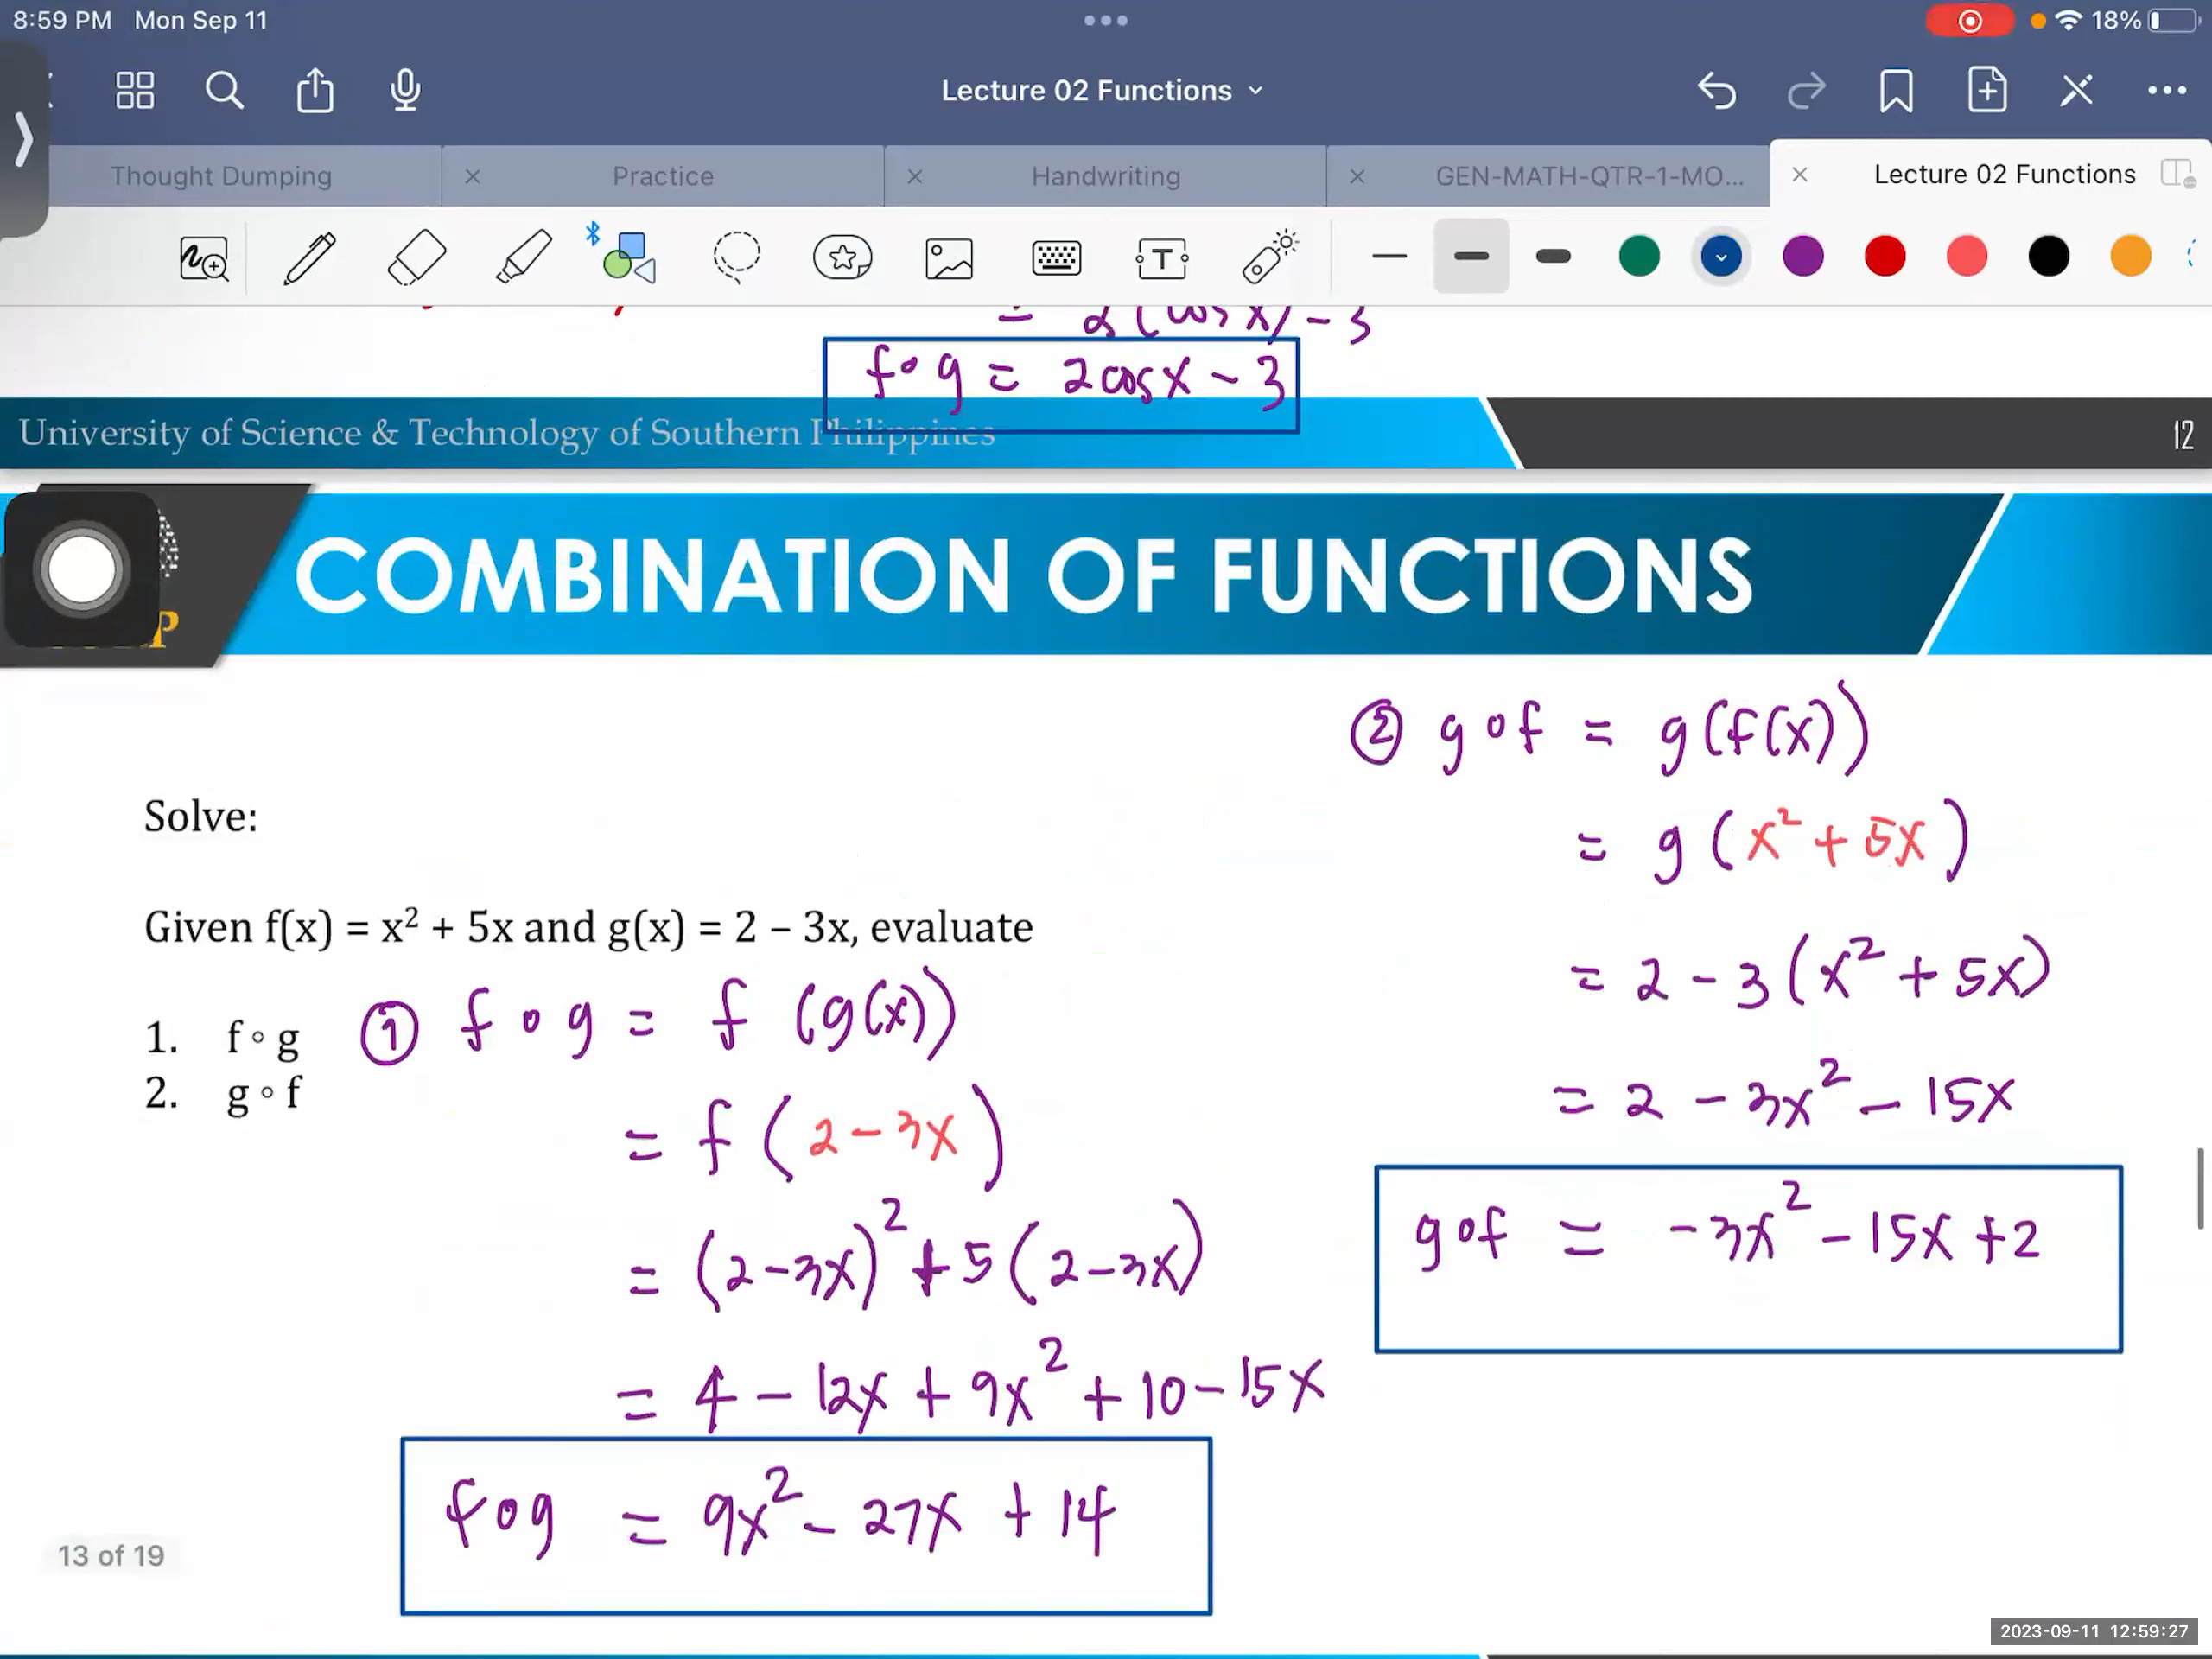 8:59 PM Mon Sep 11
18%
Lecture 02 Functions
Thought Dumping
Practice
Handwriting
GEN-MATH-QTR-1-MO...
Lecture 02 Functions
= 2(cos x) - 3
f∘g = 2cosx - 3
University of Science & Technology of Southern Philippines
12
COMBINATION OF FUNCTIONS
Solve:
Given f(x) = x² + 5x and g(x) = 2 – 3x, evaluate
1. f ∘ g
2. g ∘ f
① f ∘ g = f (g(x))
= f (2 - 3x)
= (2-3x)² + 5(2-3x)
= 4 - 12x + 9x² + 10 - 15x
f∘g = 9x² - 27x + 14
② g∘f = g(f(x))
= g (x² + 5x)
= 2 - 3(x² + 5x)
= 2 - 3x² - 15x
g∘f = -3x² - 15x + 2
13 of 19
2023-09-11 12:59:27